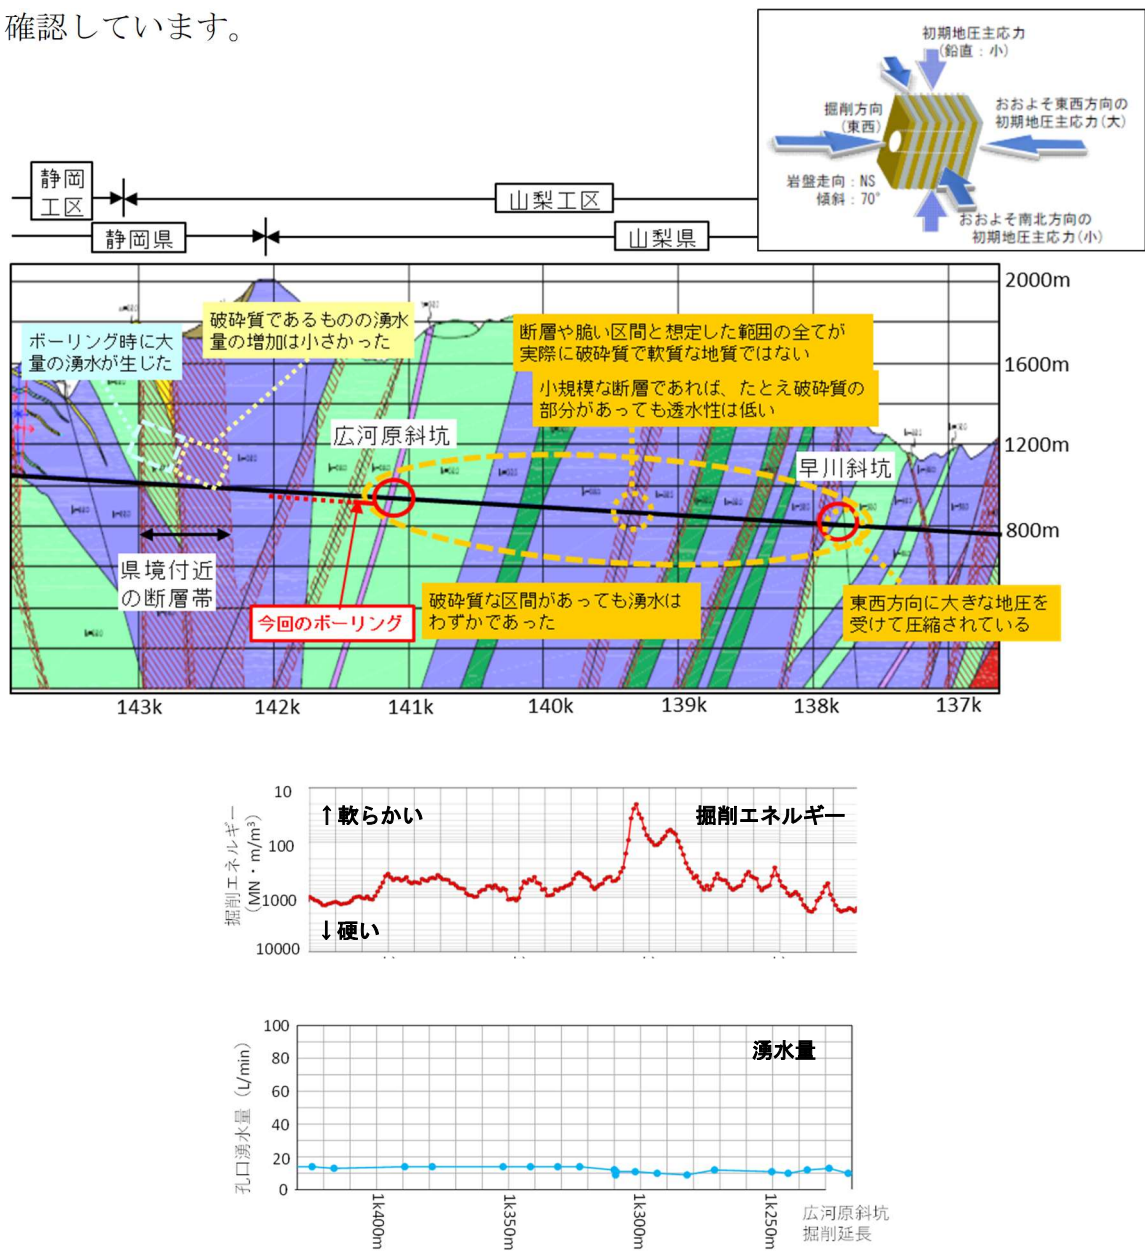 確認しています。
初期地圧主応力
(鉛直：小)
掘削方向
(東西)
おおよそ東西方向の
初期地圧主応力(大)
岩盤走向：NS
傾斜：70°
おおよそ南北方向の
初期地圧主応力(小)
静岡
工区
山梨工区
静岡県
山梨県
2000m
1600m
1200m
800m
ボーリング時に大
量の湧水が生じた
破砕質であるものの湧水
量の増加は小さかった
断層や脆い区間と想定した範囲の全てが
実際に破砕質で軟質な地質ではない
小規模な断層であれば、たとえ破砕質の
部分があっても透水性は低い
広河原斜坑
早川斜坑
県境付近
の断層帯
今回のボーリング
破砕質な区間があっても湧水は
わずかであった
東西方向に大きな地圧を
受けて圧縮されている
143k
142k
141k
140k
139k
138k
137k
掘削エネルギー
(MN・m/m³)
10
100
1000
10000
↑軟らかい
↓硬い
掘削エネルギー
孔口湧水量 (L/min)
100
80
60
40
20
0
湧水量
1k400m
1k350m
1k300m
1k250m
広河原斜坑
掘削延長